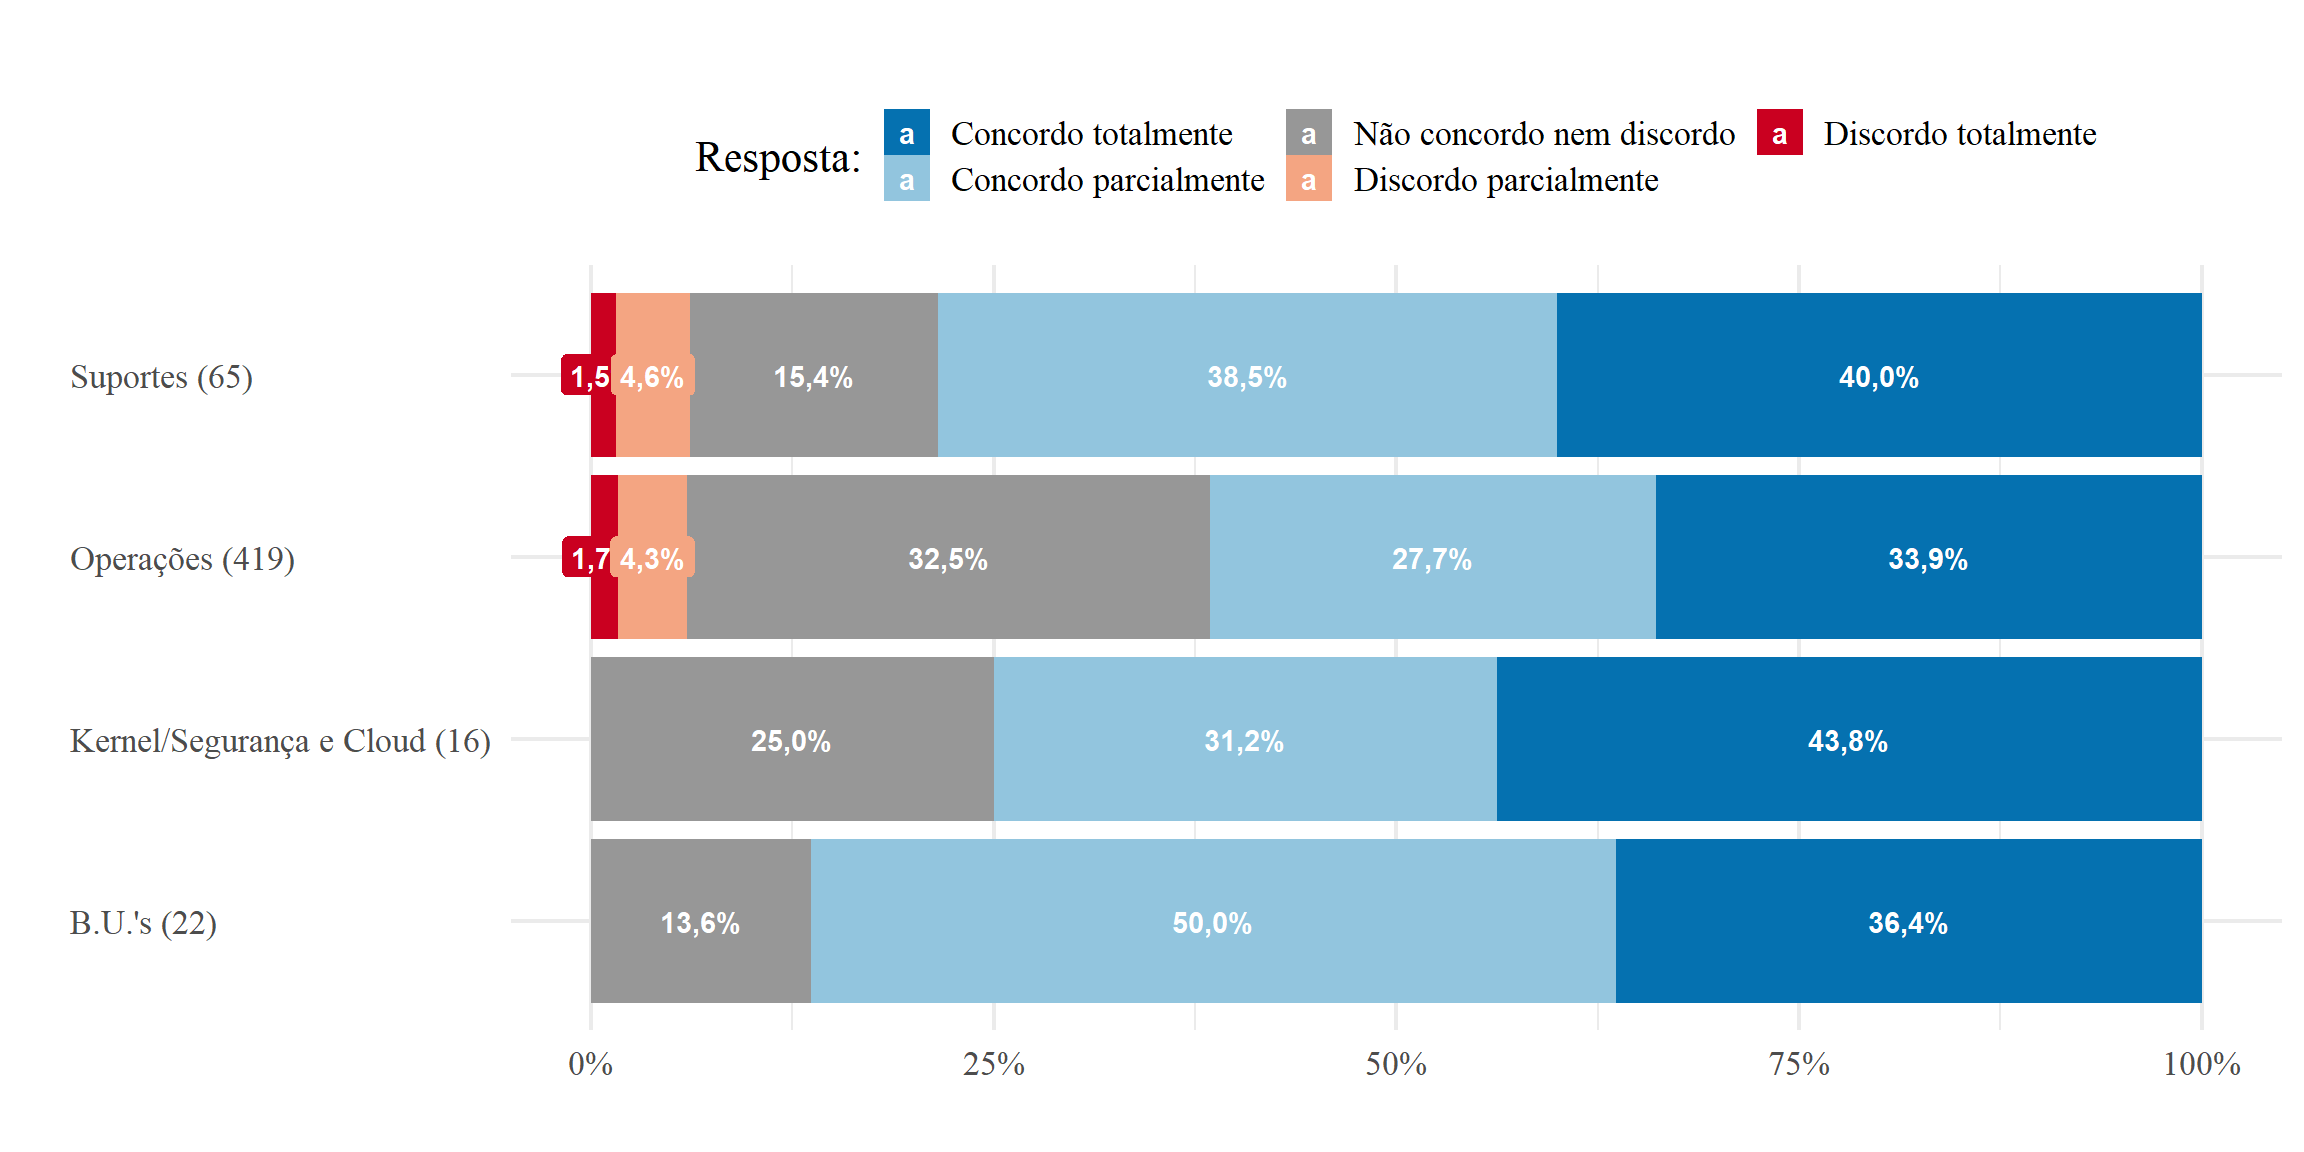 Resposta:
a Concordo totalmente
a Concordo parcialmente
a Não concordo nem discordo
a Discordo parcialmente
a Discordo totalmente
Suportes (65)
1,5 4,6% 15,4% 38,5% 40,0%
Operações (419)
1,7 4,3% 32,5% 27,7% 33,9%
Kernel/Segurança e Cloud (16)
25,0% 31,2% 43,8%
B.U.'s (22)
13,6% 50,0% 36,4%
0% 25% 50% 75% 100%